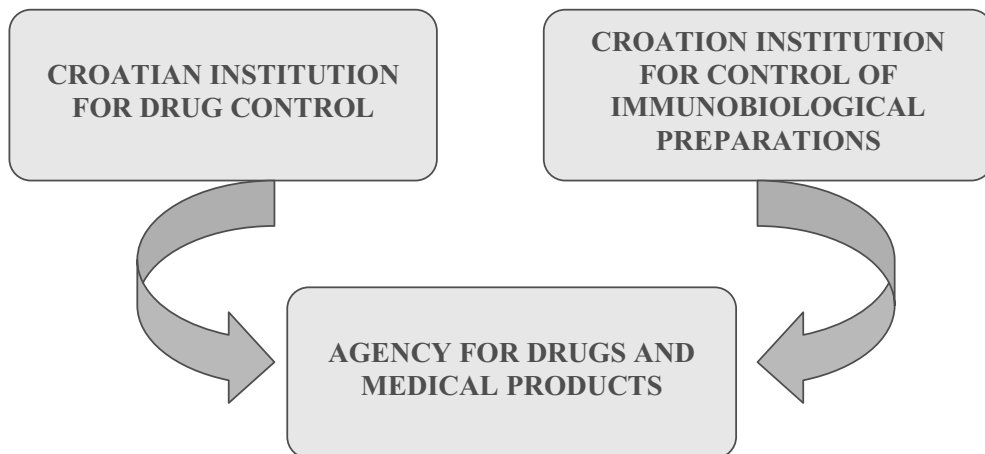 CROATIAN INSTITUTION
FOR DRUG CONTROL
CROATION INSTITUTION
FOR CONTROL OF
IMMUNOBIOLOGICAL
PREPARATIONS
AGENCY FOR DRUGS AND
MEDICAL PRODUCTS